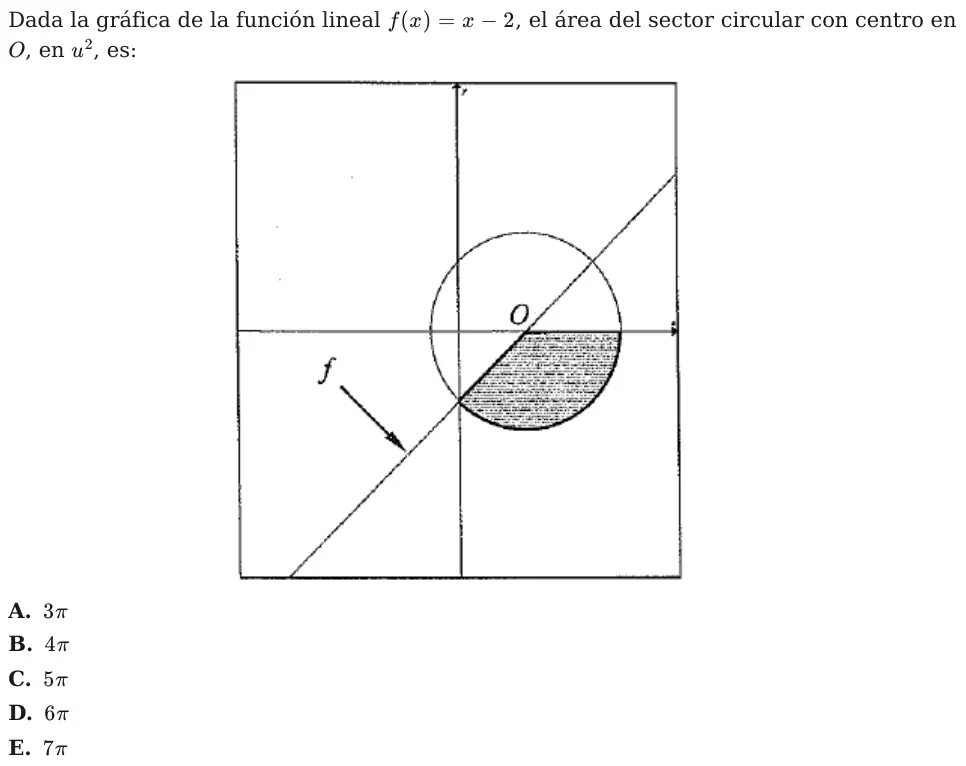 Dada la gráfica de la función lineal f(x) = x − 2, el área del sector circular con centro en
O, en u², es:
O
f
A. 3π
B. 4π
C. 5π
D. 6π
E. 7π